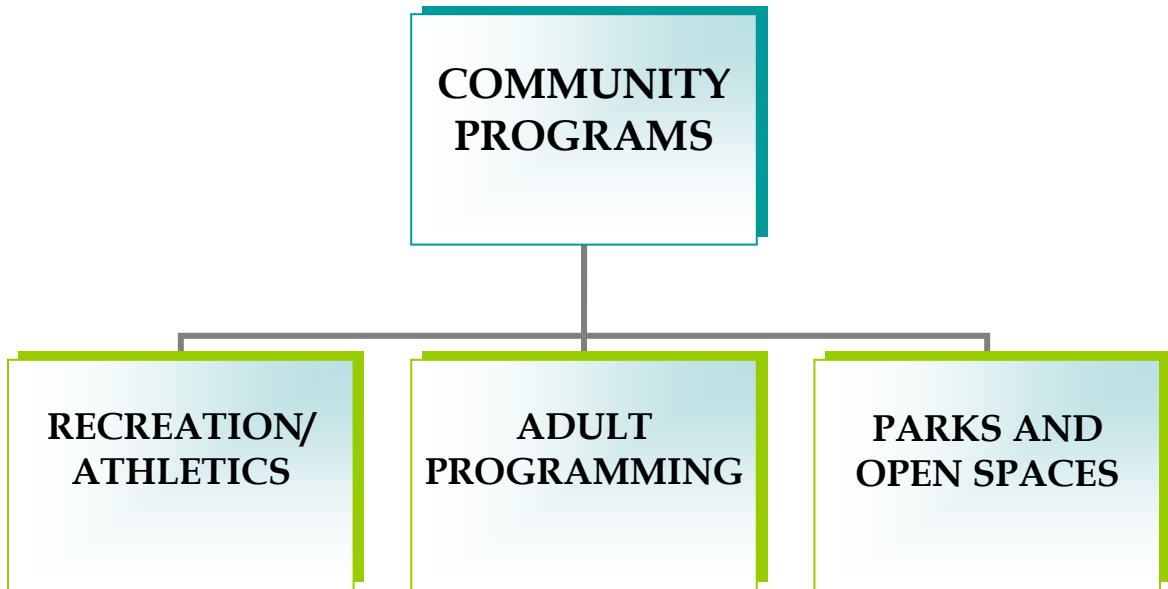 COMMUNITY
PROGRAMS
RECREATION/
ATHLETICS
ADULT
PROGRAMMING
PARKS AND
OPEN SPACES